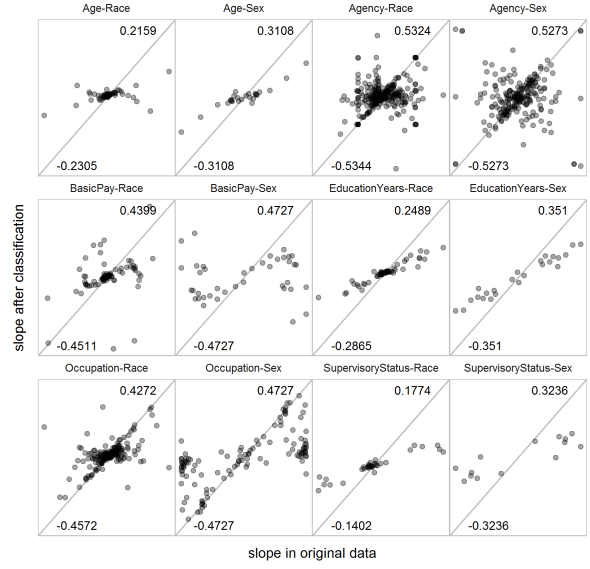 Age-Race Age-Sex Agency-Race Agency-Sex
0.2159 0.3108 0.5324 0.5273
-0.2305 -0.3108 -0.5344 -0.5273
BasicPay-Race BasicPay-Sex EducationYears-Race EducationYears-Sex
0.4399 0.4727 0.2489 0.351
-0.4511 -0.4727 -0.2865 -0.351
Occupation-Race Occupation-Sex SupervisoryStatus-Race SupervisoryStatus-Sex
0.4272 0.4727 0.1774 0.3236
-0.4572 -0.4727 -0.1402 -0.3236
slope after classification
slope in original data